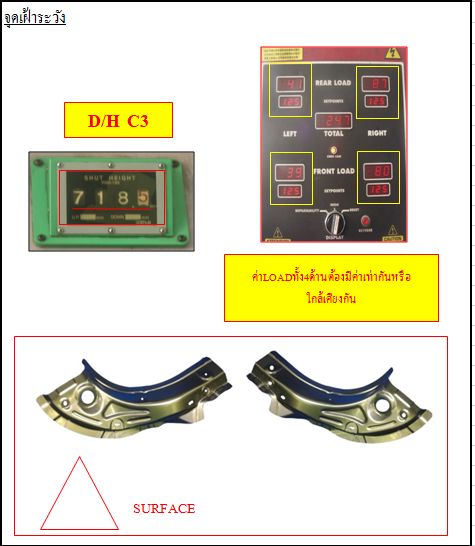 จุดเฝ้าระวัง
D/H C3
SHUT HEIGHT
7 1 8 5
UP DOWN
41 REAR LOAD 87
125 SETPOINTS 125
LEFT TOTAL RIGHT
247
39 FRONT LOAD 80
125 SETPOINTS 125
DISPLAY
ค่าLOADทั้ง4ด้าน ต้องมีค่าเท่ากันหรือ
ใกล้เคียงกัน
SURFACE